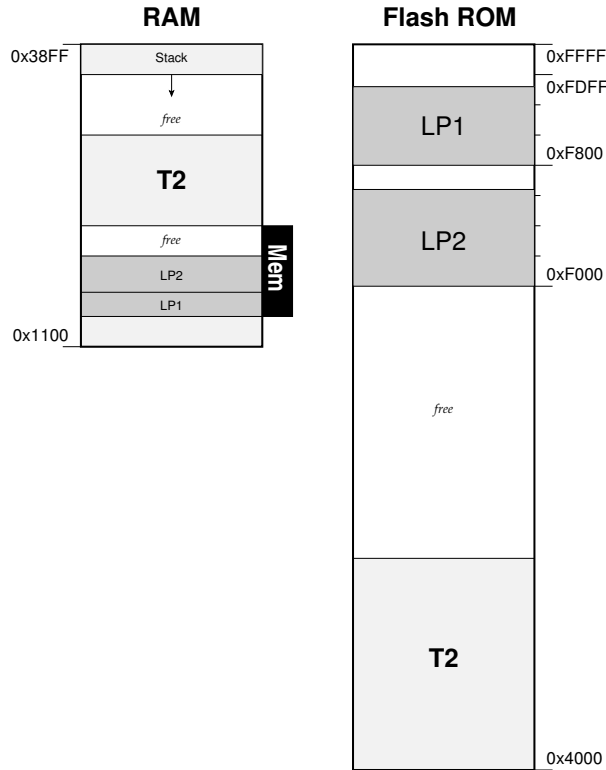 RAM
0x38FF
Stack
free
T2
free
LP2
LP1
Mem
0x1100
Flash ROM
0xFFFF
0xFDFF
LP1
0xF800
LP2
0xF000
free
T2
0x4000